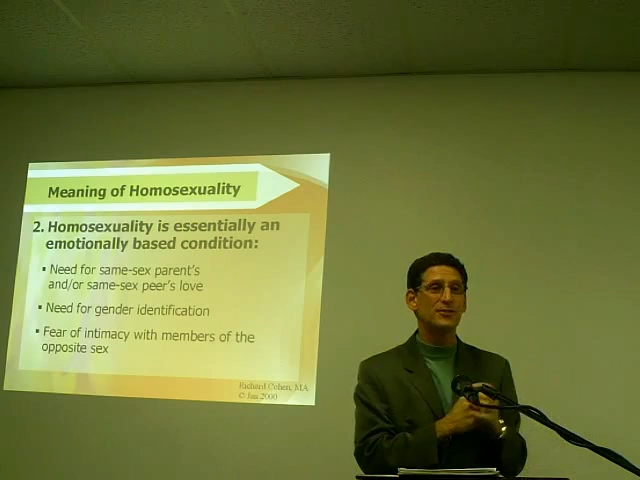 Meaning of Homosexuality
2. Homosexuality is essentially an
emotionally based condition:
▪ Need for same-sex parent's
and/or same-sex peer's love
▪ Need for gender identification
▪ Fear of intimacy with members of the
opposite sex
Richard Cohen, MA
© Jan 2000